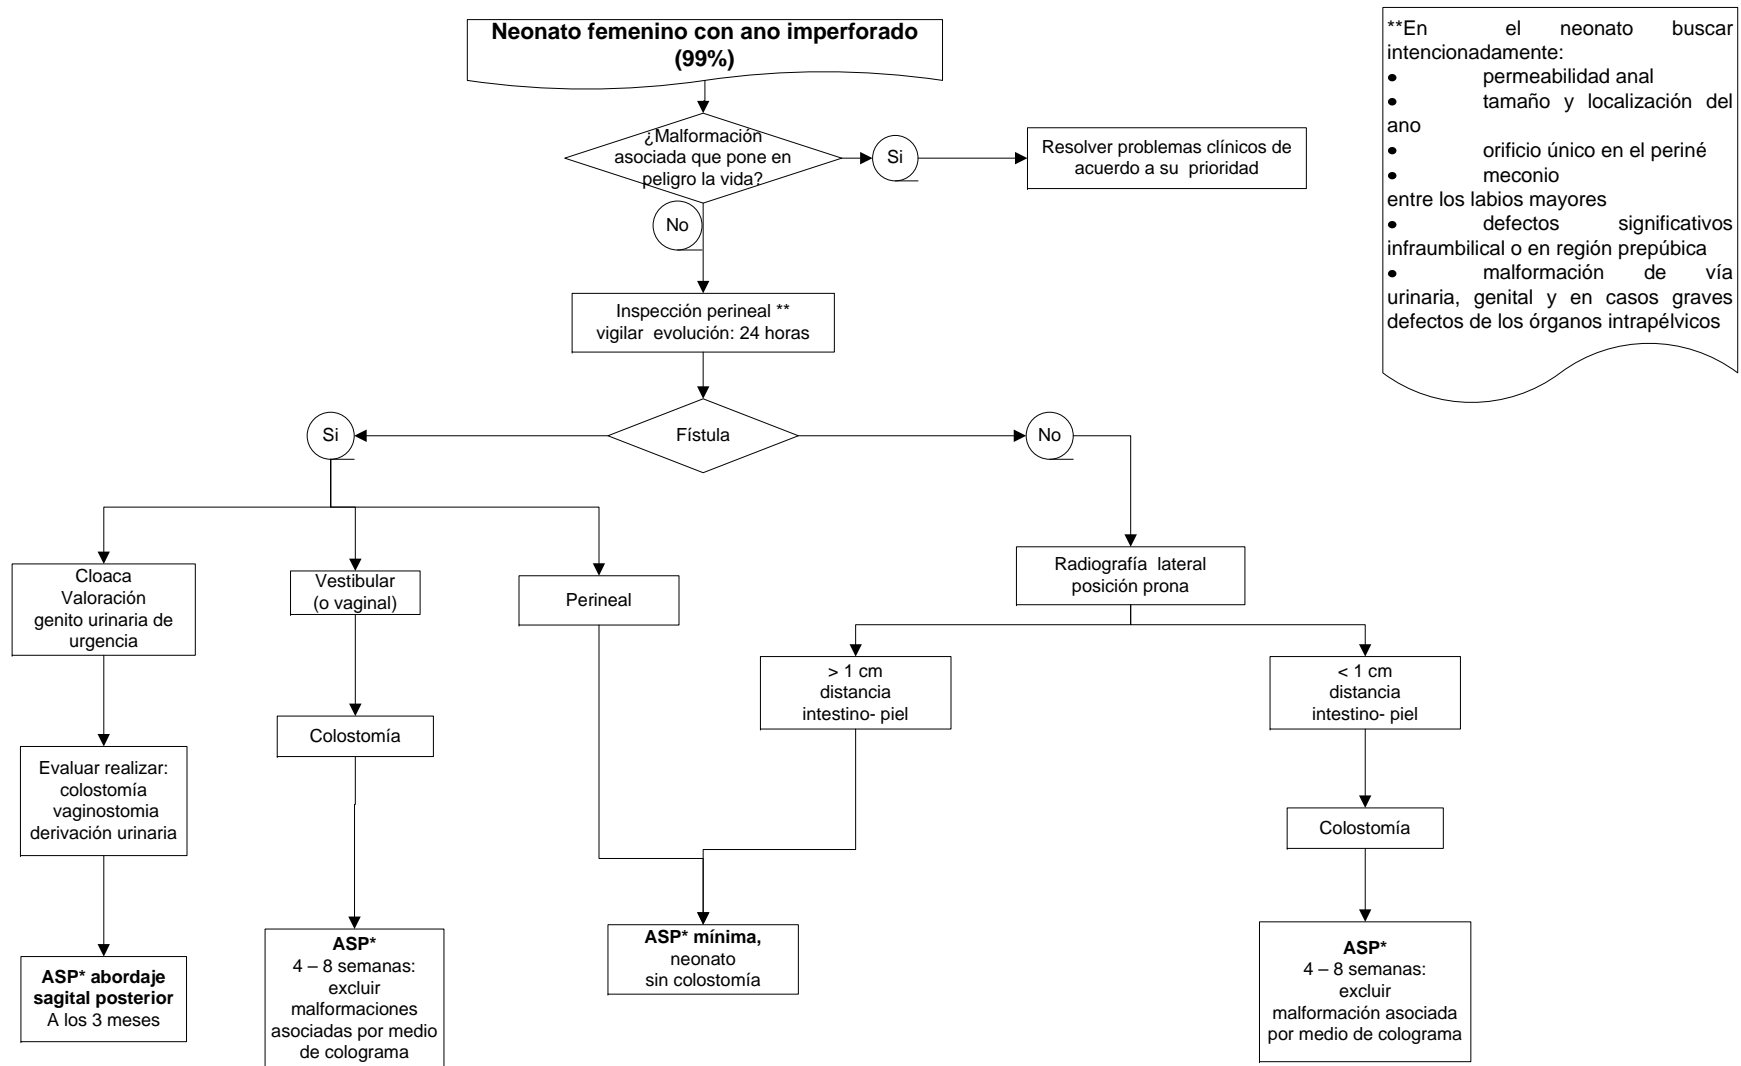 Neonato femenino con ano imperforado
(99%)
**En el neonato buscar
intencionadamente:
• permeabilidad anal
• tamaño y localización del
ano
• orificio único en el periné
• meconio
entre los labios mayores
• defectos significativos
infraumbilical o en región prepúbica
• malformación de vía
urinaria, genital y en casos graves
defectos de los órganos intrapélvicos
¿Malformación
asociada que pone en
peligro la vida?
Si
Resolver problemas clínicos de
acuerdo a su prioridad
No
Inspección perineal **
vigilar evolución: 24 horas
Fístula
Si
No
Cloaca
Valoración
genito urinaria de
urgencia
Vestibular
(o vaginal)
Perineal
Radiografía lateral
posición prona
> 1 cm
distancia
intestino- piel
< 1 cm
distancia
intestino- piel
Colostomía
Evaluar realizar:
colostomía
vaginostomia
derivación urinaria
Colostomía
ASP* abordaje
sagital posterior
A los 3 meses
ASP*
4 – 8 semanas:
excluir
malformaciones
asociadas por medio
de colograma
ASP* mínima,
neonato
sin colostomía
ASP*
4 – 8 semanas:
excluir
malformación asociada
por medio de colograma